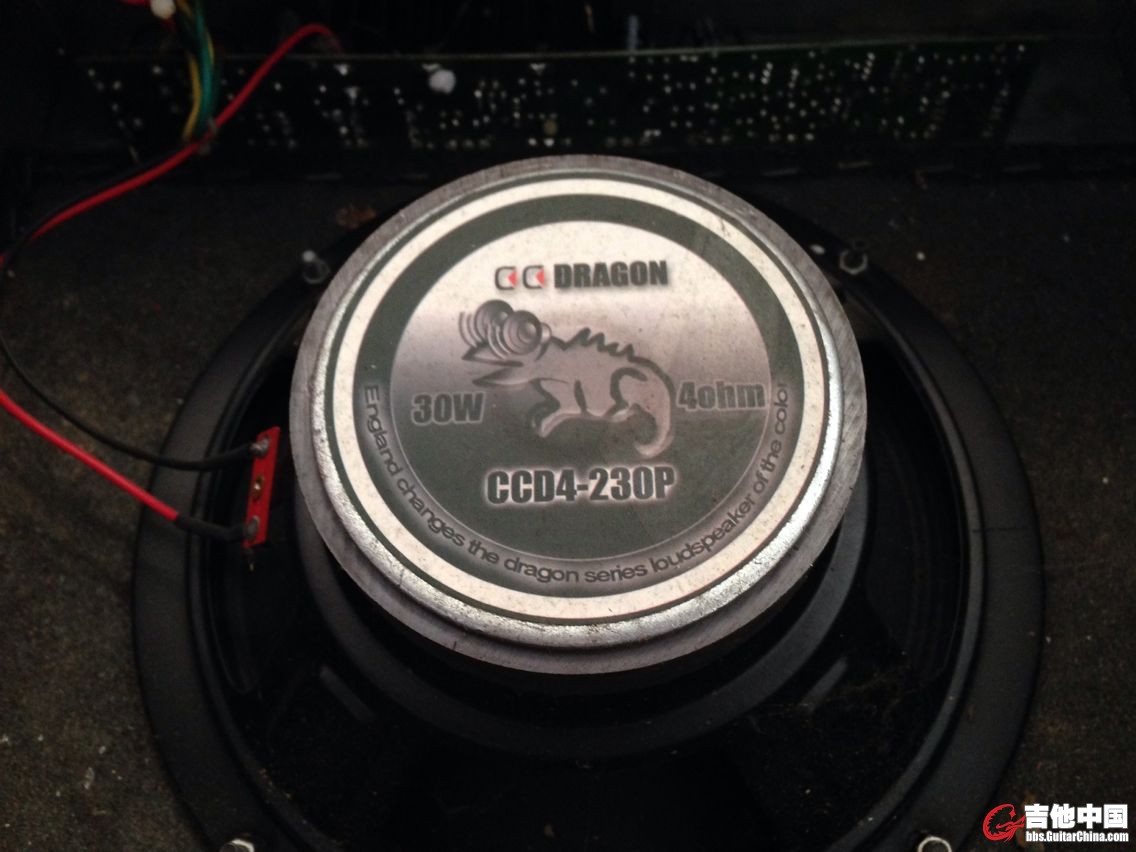 CC DRAGON
30W
4ohm
CCD4-230P
England changes the dragon series loudspeaker of the color
吉他中国
bbs.GuitarChina.com